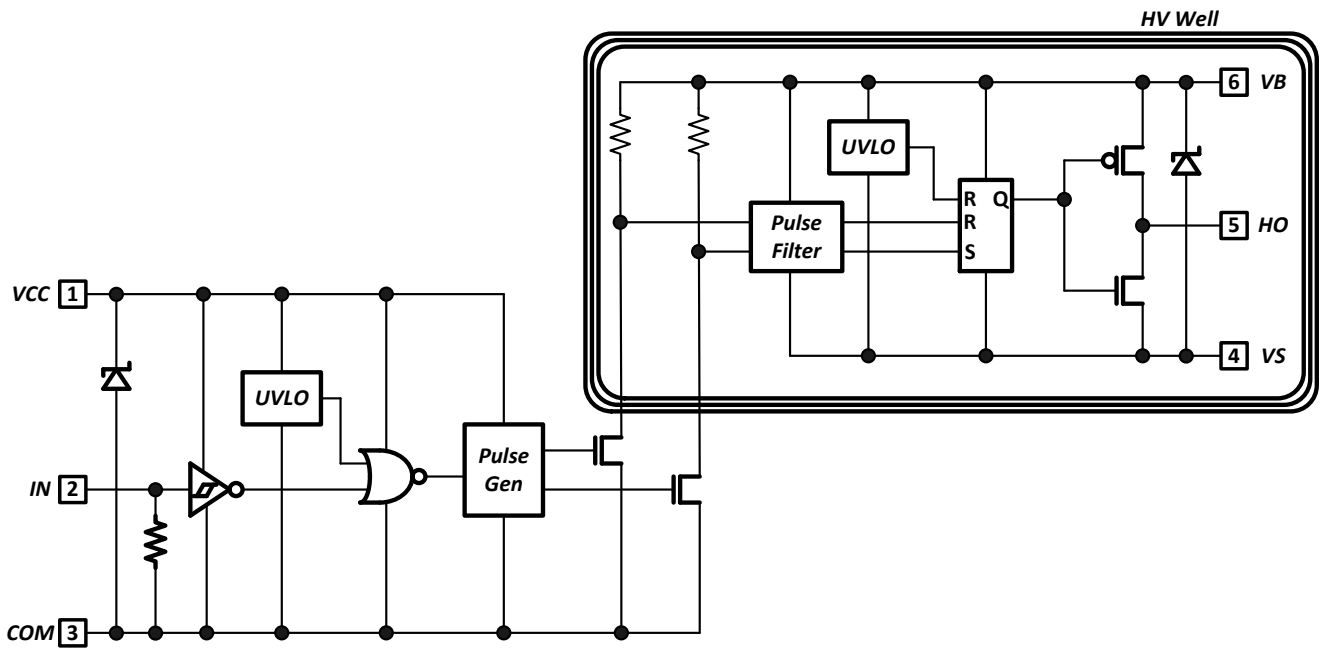 HV Well
6 VB
UVLO
R Q
R
S
Pulse
Filter
5 HO
4 VS
VCC 1
UVLO
Pulse
Gen
IN 2
COM 3